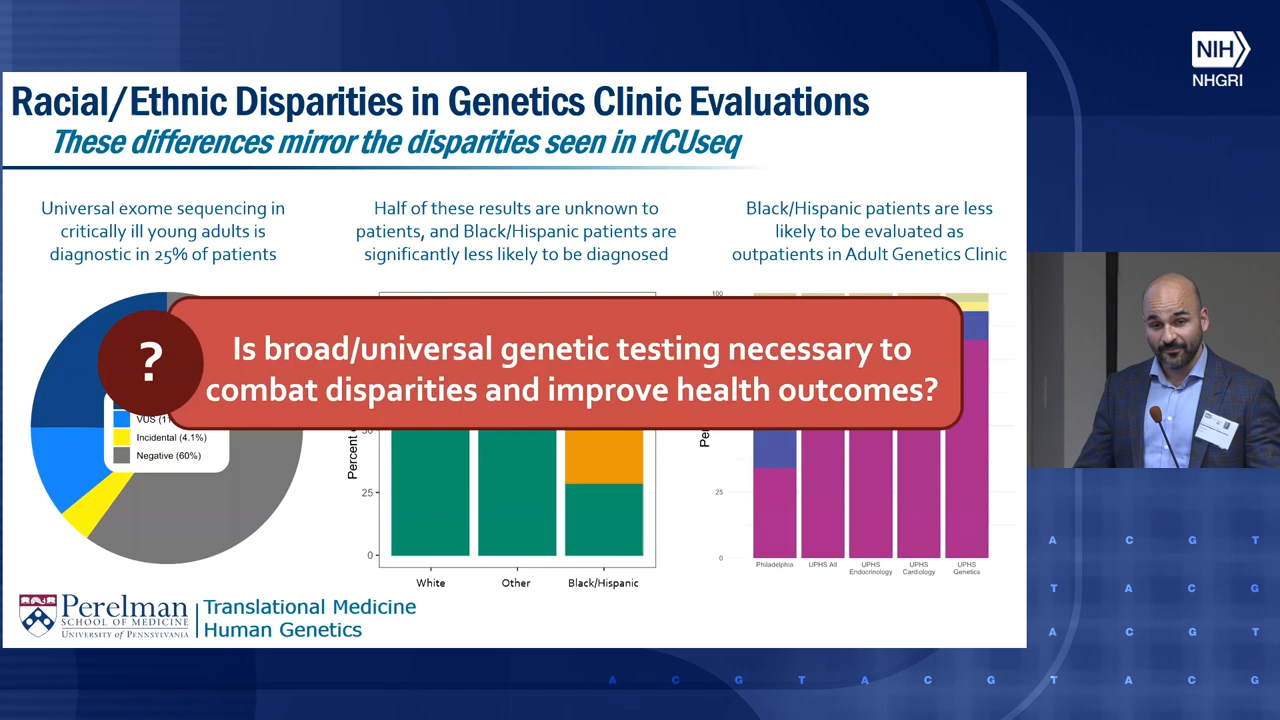 NIH
NHGRI
Racial/Ethnic Disparities in Genetics Clinic Evaluations
These differences mirror the disparities seen in rICUseq
Universal exome sequencing in
critically ill young adults is
diagnostic in 25% of patients
Half of these results are unknown to
patients, and Black/Hispanic patients are
significantly less likely to be diagnosed
Black/Hispanic patients are less
likely to be evaluated as
outpatients in Adult Genetics Clinic
?
Is broad/universal genetic testing necessary to
combat disparities and improve health outcomes?
VUS
Incidental (4.1%)
Negative (60%)
Percent
25
0
White
Other
Black/Hispanic
100
25
0
Philadelphia
UPHS All
UPHS
Endocrinology
UPHS
Cardiology
UPHS
Genetics
Perelman
SCHOOL OF MEDICINE
UNIVERSITY of PENNSYLVANIA
Translational Medicine
Human Genetics
A C G T
T A C G
A C G T
A C G T A C G T A C G